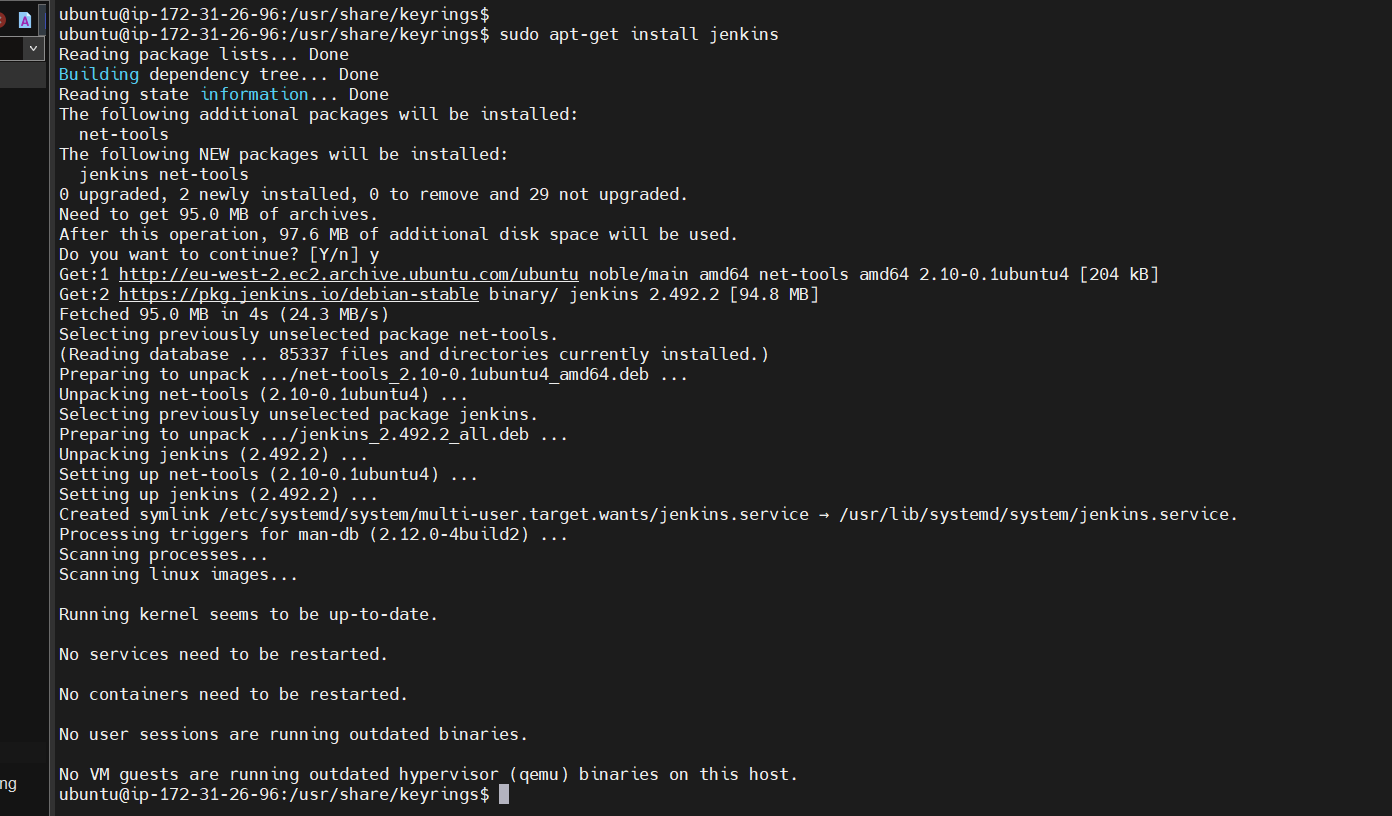 ubuntu@ip-172-31-26-96:/usr/share/keyrings$
ubuntu@ip-172-31-26-96:/usr/share/keyrings$ sudo apt-get install jenkins
Reading package lists... Done
Building dependency tree... Done
Reading state information... Done
The following additional packages will be installed:
  net-tools
The following NEW packages will be installed:
  jenkins net-tools
0 upgraded, 2 newly installed, 0 to remove and 29 not upgraded.
Need to get 95.0 MB of archives.
After this operation, 97.6 MB of additional disk space will be used.
Do you want to continue? [Y/n] y
Get:1 http://eu-west-2.ec2.archive.ubuntu.com/ubuntu noble/main amd64 net-tools amd64 2.10-0.1ubuntu4 [204 kB]
Get:2 https://pkg.jenkins.io/debian-stable binary/ jenkins 2.492.2 [94.8 MB]
Fetched 95.0 MB in 4s (24.3 MB/s)
Selecting previously unselected package net-tools.
(Reading database ... 85337 files and directories currently installed.)
Preparing to unpack .../net-tools_2.10-0.1ubuntu4_amd64.deb ...
Unpacking net-tools (2.10-0.1ubuntu4) ...
Selecting previously unselected package jenkins.
Preparing to unpack .../jenkins_2.492.2_all.deb ...
Unpacking jenkins (2.492.2) ...
Setting up net-tools (2.10-0.1ubuntu4) ...
Setting up jenkins (2.492.2) ...
Created symlink /etc/systemd/system/multi-user.target.wants/jenkins.service → /usr/lib/systemd/system/jenkins.service.
Processing triggers for man-db (2.12.0-4build2) ...
Scanning processes...
Scanning linux images...
Running kernel seems to be up-to-date.
No services need to be restarted.
No containers need to be restarted.
No user sessions are running outdated binaries.
No VM guests are running outdated hypervisor (qemu) binaries on this host.
ng
ubuntu@ip-172-31-26-96:/usr/share/keyrings$
A